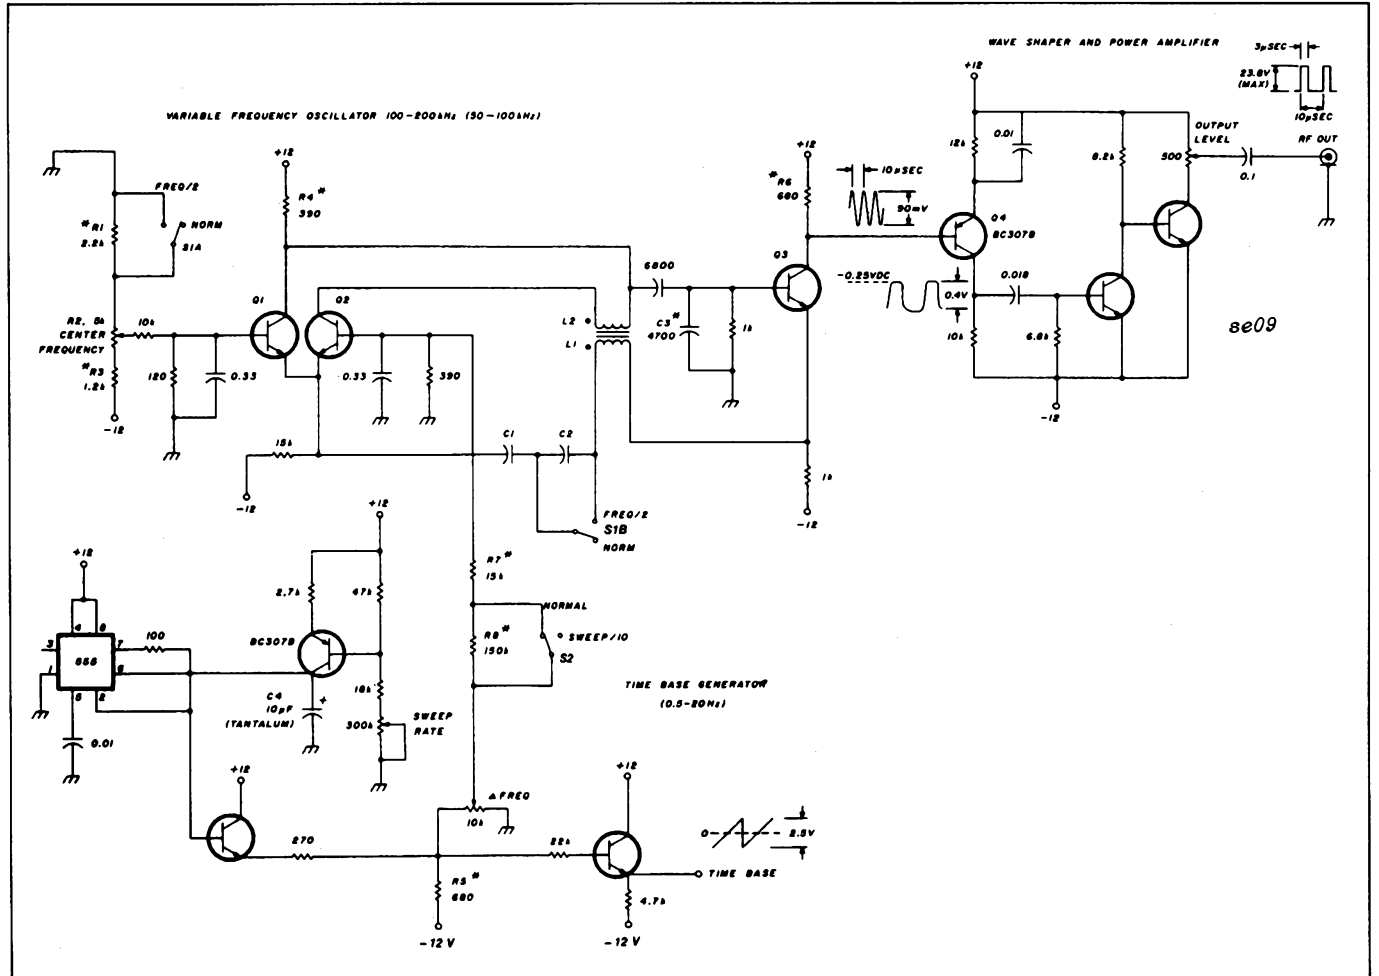 WAVE SHAPER AND POWER AMPLIFIER
3µSEC
23.8V
(MAX)
10µSEC
+12
VARIABLE FREQUENCY OSCILLATOR 100-200kHz (50-100kHz)
OUTPUT
LEVEL
RF OUT
12k
0.01
8.2k
500
0.1
+12
+12
FREQ/2
NORM
S1A
*R1
2.2k
R4*
390
*R6
680
10µSEC
90mV
Q4
BC307B
Q3
6800
-0.25VDC
0.4V
0.018
Q1
Q2
L2
L1
C3*
4700
1k
10k
6.8k
se09
R2, 5k
CENTER
FREQUENCY
10k
*R3
1.2k
120
0.33
0.33
390
-12
-12
15k
C1
C2
1k
-12
-12
FREQ/2
S1B
NORM
+12
+12
2.7k
47k
R7*
15k
NORMAL
4
8
3
7
100
555
1
6
5
2
BC307B
R8*
150k
SWEEP/10
S2
C4
10µF
(TANTALUM)
+
18k
300k
SWEEP
RATE
TIME BASE GENERATOR
(0.5-20Hz)
0.01
+12
+12
Δ FREQ
10k
270
22k
0
2.5V
TIME BASE
R5*
680
4.7k
-12 V
-12 V